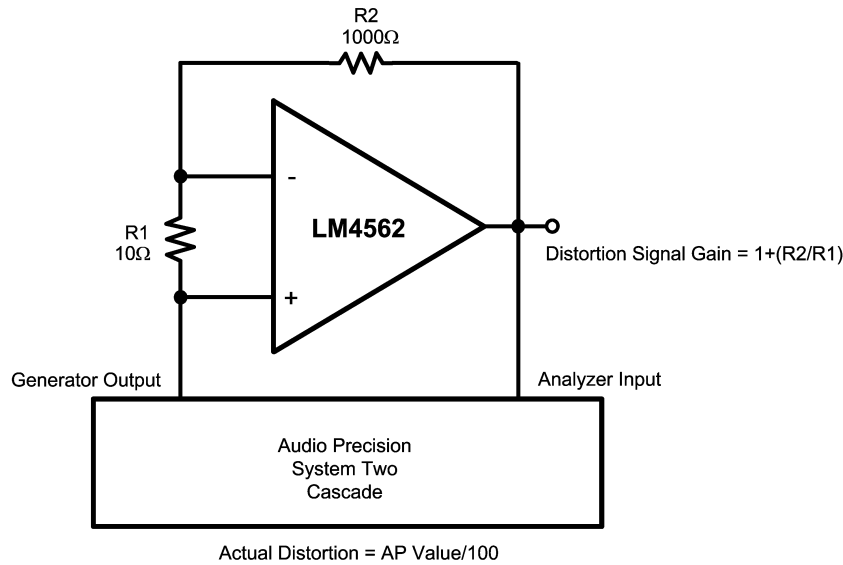 R2
1000Ω
-
R1
10Ω
LM4562
+
Distortion Signal Gain = 1+(R2/R1)
Generator Output
Analyzer Input
Audio Precision
System Two
Cascade
Actual Distortion = AP Value/100